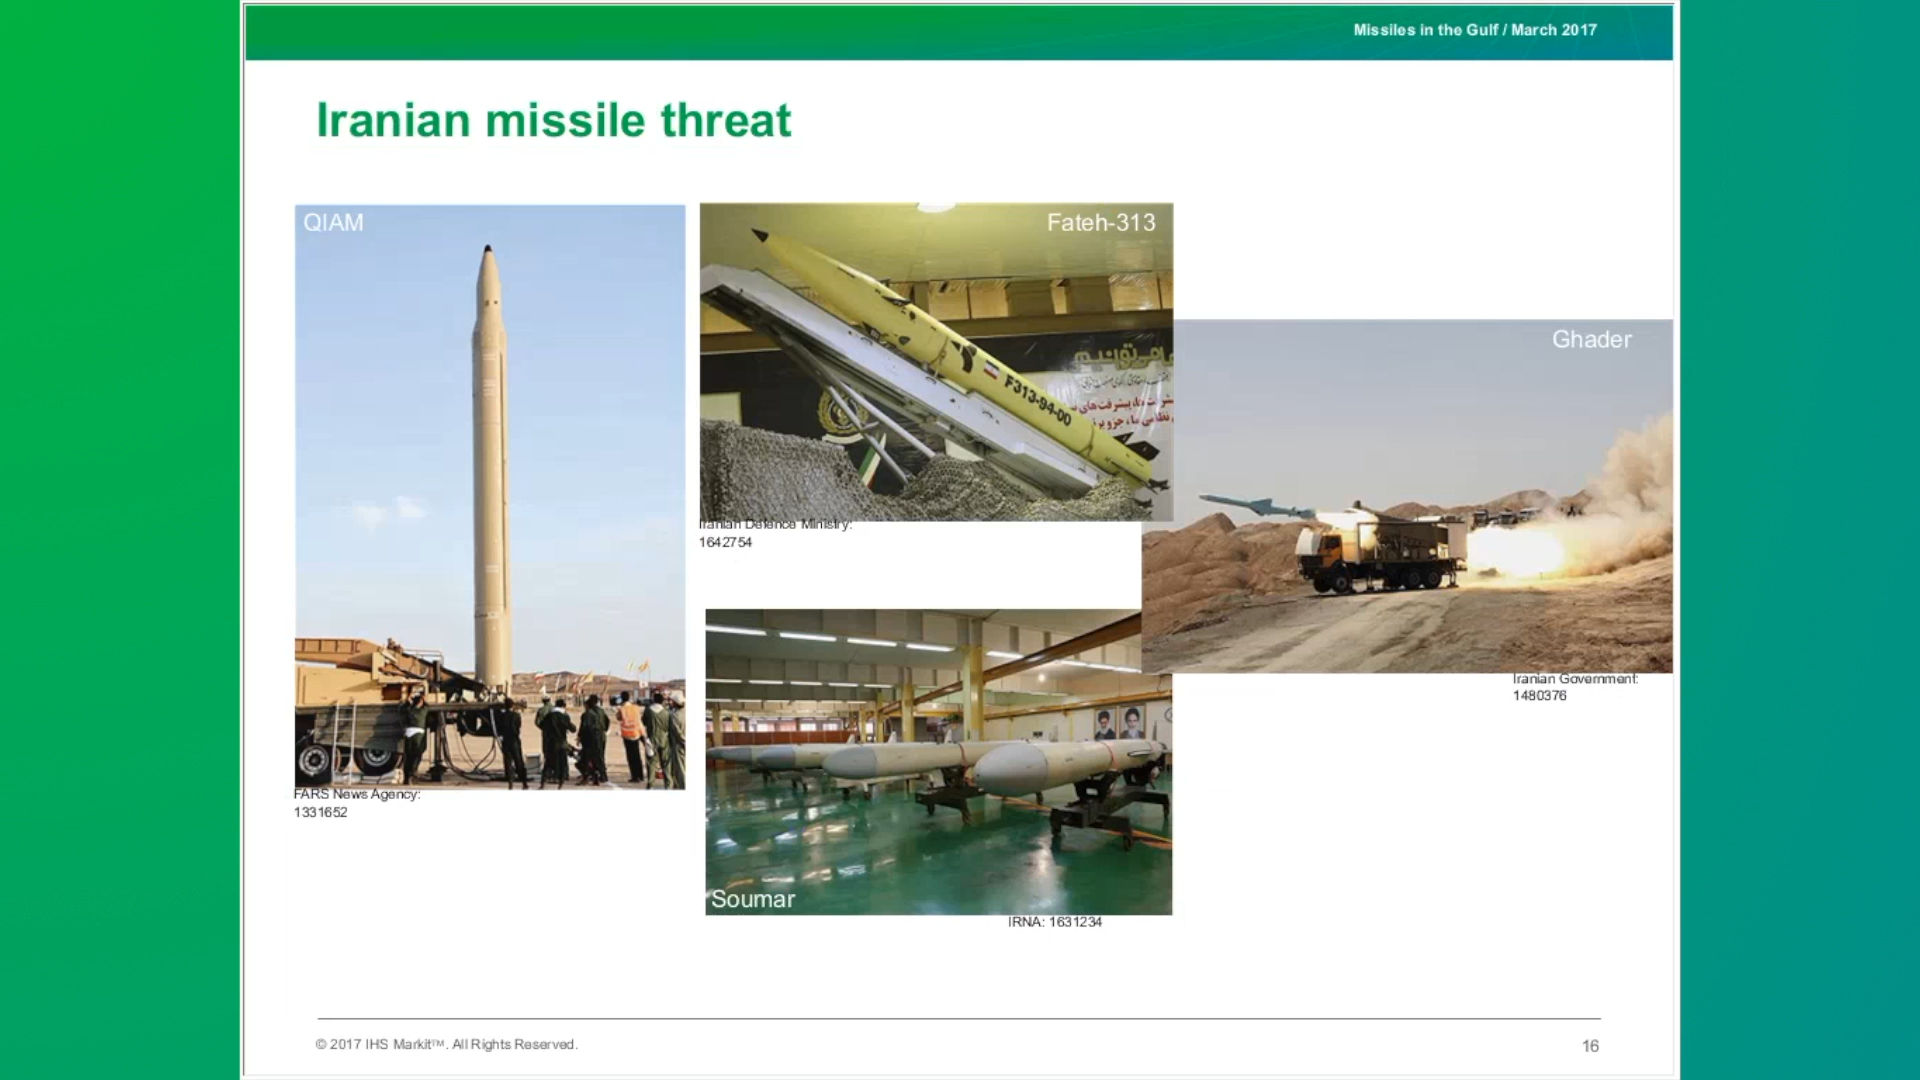 Missiles in the Gulf / March 2017
Iranian missile threat
QIAM
Fateh-313
Ghader
F313-94-00
Iranian Defence Ministry:
1642754
Iranian Government:
1480376
FARS News Agency:
1331652
Soumar
IRNA: 1631234
© 2017 IHS Markit™. All Rights Reserved.
16